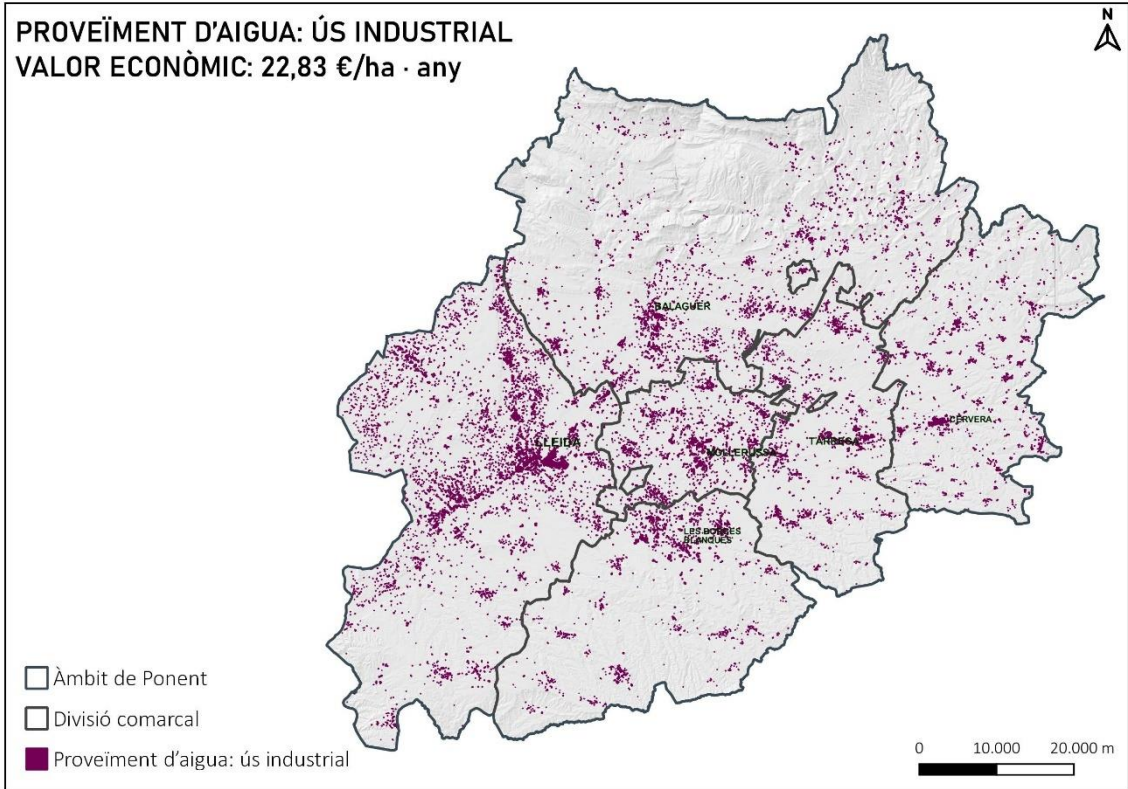 PROVEÏMENT D'AIGUA: ÚS INDUSTRIAL
VALOR ECONÒMIC: 22,83 €/ha · any
N
BALAGUER
LLEIDA
MOLLERUSSA
TÀRREGA
CERVERA
LES BORGES
BLANQUES
Àmbit de Ponent
Divisió comarcal
Proveïment d'aigua: ús industrial
0 10.000 20.000 m